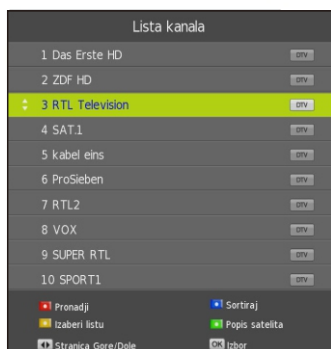 Lista kanala
1 Das Erste HD DTV
2 ZDF HD DTV
3 RTL Television DTV
4 SAT.1 DTV
5 kabel eins DTV
6 ProSieben DTV
7 RTL2 DTV
8 VOX DTV
9 SUPER RTL DTV
10 SPORT1 DTV
Pronadji Sortiraj
Izaberi listu Popis satelita
Stranica Gore/Dole OK Izbor